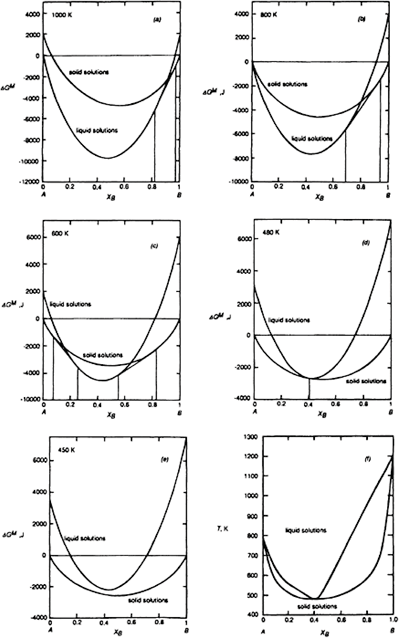 1000 K (a)
2000
0
-2000
-4000
-6000
-8000
-10000
-12000
ΔG^M
solid solutions
liquid solutions
0 0.2 0.4 0.6 0.8 1
A X_B B
800 K (b)
4000
2000
0
-2000
-4000
-6000
-8000
-10000
-12000
ΔG^M ,J
solid solutions
liquid solutions
0 0.2 0.4 0.6 0.8 1
A X_B B
600 K (c)
6000
4000
2000
0
-2000
-4000
-6000
-10000
ΔG^M ,J
liquid solutions
solid solutions
0 0.2 0.4 0.6 0.8 1
A X_B B
480 K (d)
6000
4000
2000
0
-2000
4000
ΔG^M ,J
liquid solutions
solid solutions
0 0.2 0.4 0.6 0.8 1
A X_B B
450 K (e)
6000
4000
2000
0
-2000
4000
ΔG^M ,J
liquid solutions
solid solutions
0 0.2 0.4 0.6 0.8 1
A X_B B
(f)
1300
1200
1100
1000
900
800
700
600
500
400
T, K
liquid solutions
solid solutions
0 0.2 0.4 0.6 0.8 1.0
A X_B B